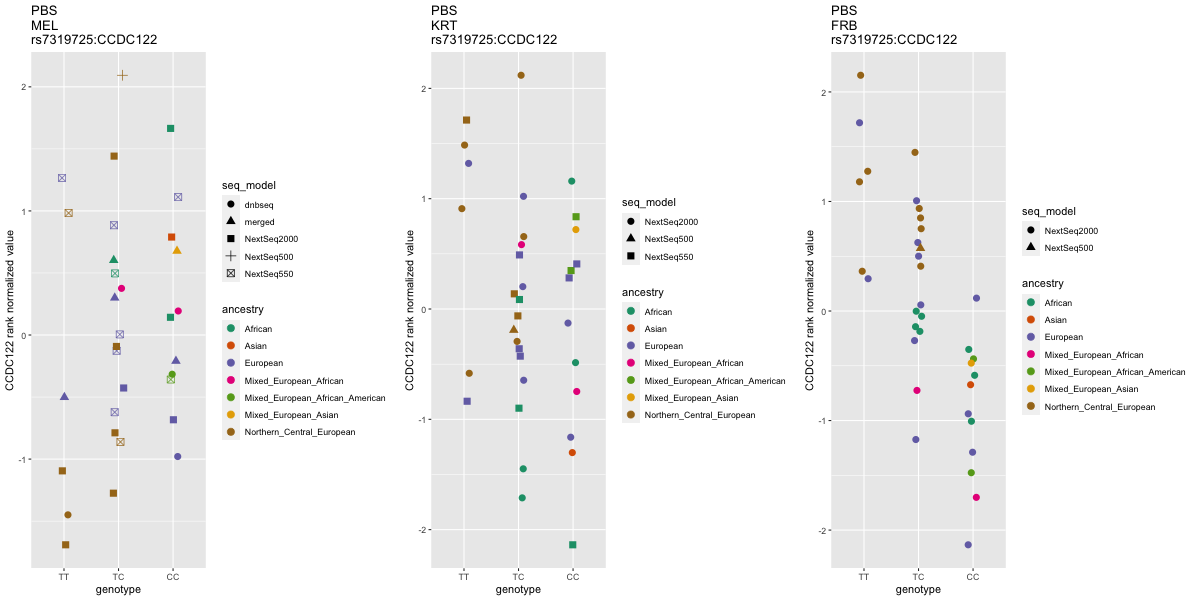 PBS
MEL
rs7319725:CCDC122
CCDC122 rank normalized value
2
1
0
-1
TT
TC
CC
genotype
seq_model
dnbseq
merged
NextSeq2000
NextSeq500
NextSeq550
ancestry
African
Asian
European
Mixed_European_African
Mixed_European_African_American
Mixed_European_Asian
Northern_Central_European
PBS
KRT
rs7319725:CCDC122
CCDC122 rank normalized value
2
1
0
-1
-2
TT
TC
CC
genotype
seq_model
NextSeq2000
NextSeq500
NextSeq550
ancestry
African
Asian
European
Mixed_European_African
Mixed_European_African_American
Mixed_European_Asian
Northern_Central_European
PBS
FRB
rs7319725:CCDC122
CCDC122 rank normalized value
2
1
0
-1
-2
TT
TC
CC
genotype
seq_model
NextSeq2000
NextSeq500
ancestry
African
Asian
European
Mixed_European_African
Mixed_European_African_American
Mixed_European_Asian
Northern_Central_European